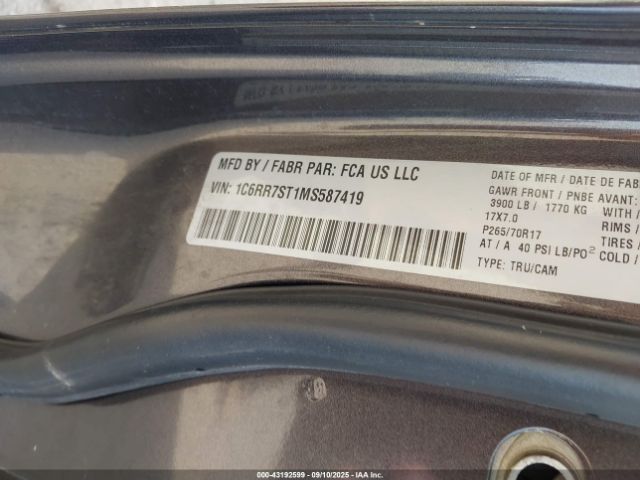 MFD BY / FABR PAR: FCA US LLC
VIN: 1C6RR7ST1MS587419
DATE OF MFR / DATE DE FAB
GAWR FRONT / PNBE AVANT:
3900 LB / 1770 KG WITH /
17X7.0 RIMS /
P265/70R17 TIRES /
AT / A 40 PSI LB/PO² COLD /
TYPE: TRU/CAM
000-43192599 - 09/10/2025 - IAA Inc.